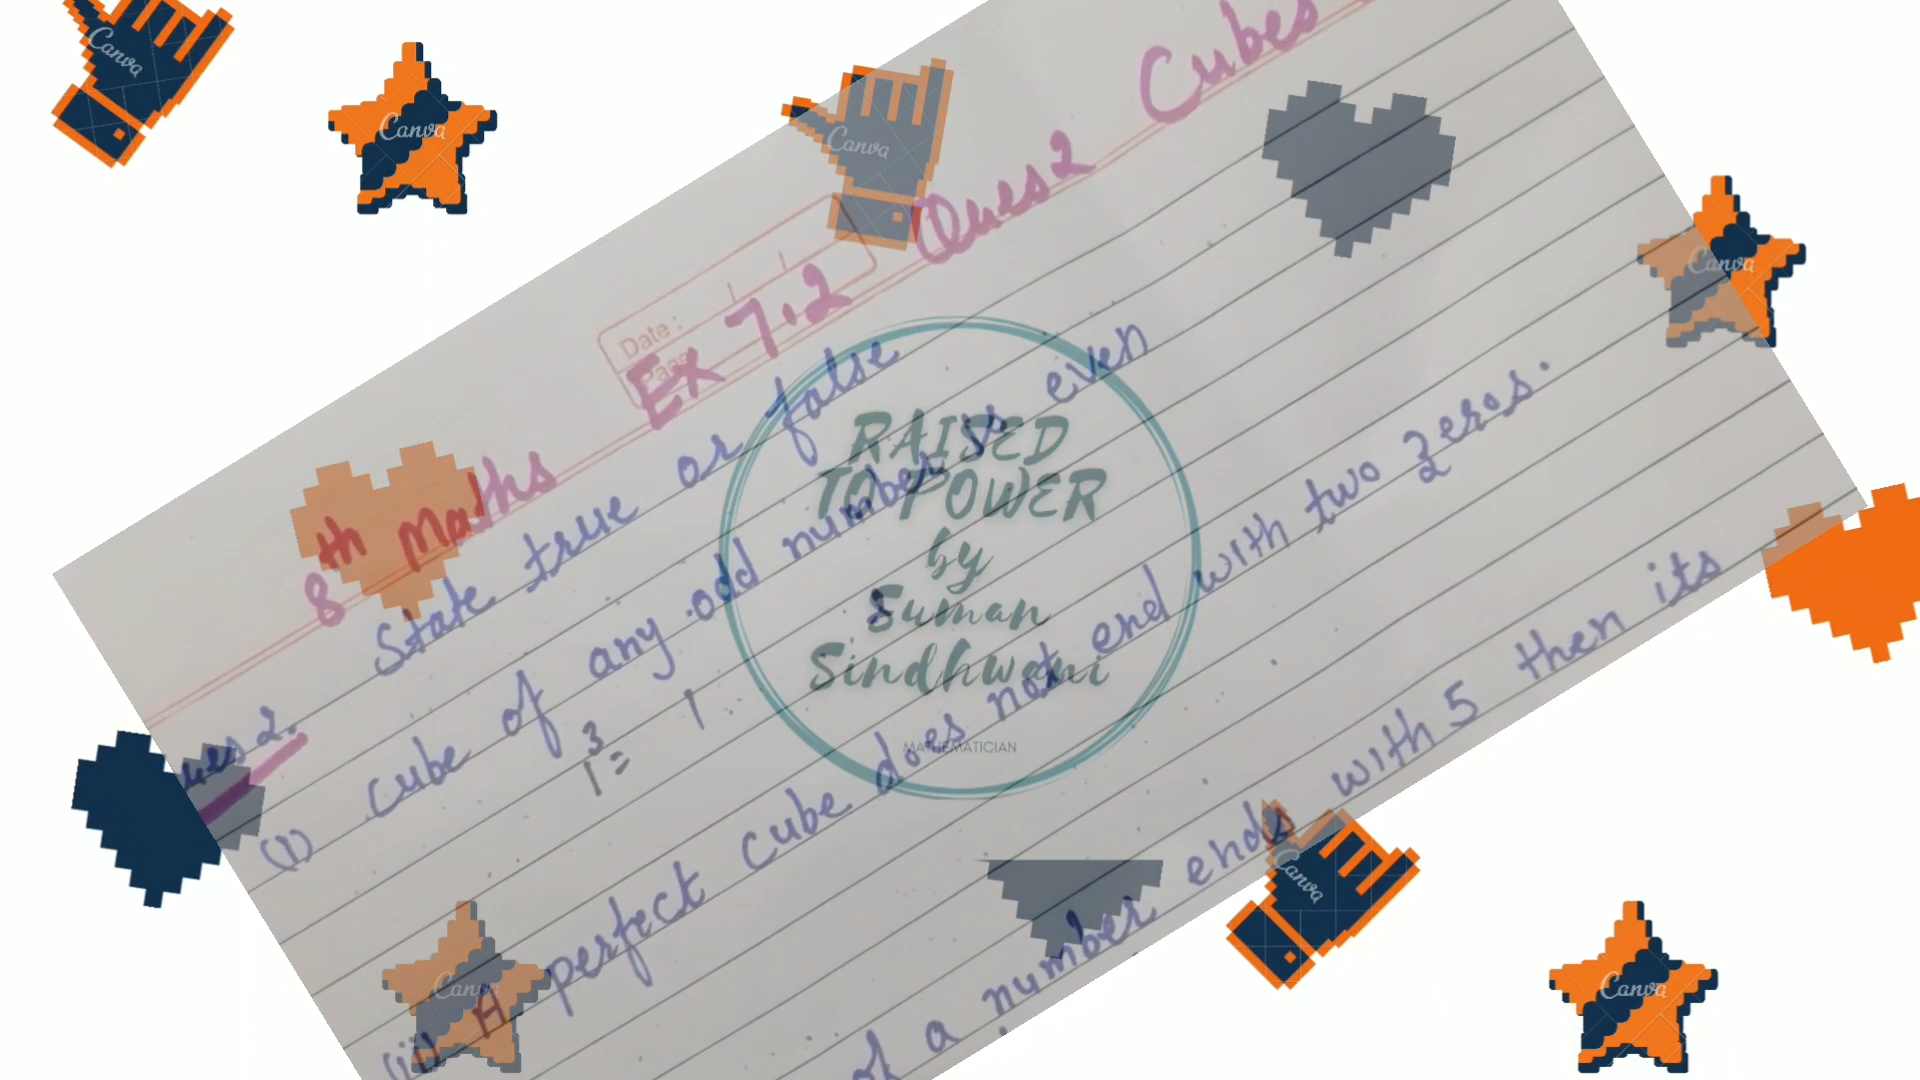 8th Maths Ex 7.2 Ques 2 Cubes
Date:
Page
Ques 2. State true or false
(i) cube of any odd number is even
1³ = 1
(ii) A perfect cube does not end with two zeros.
of a number ends with 5 then its
RAISED
TO POWER
by
Suman
Sindhwani
MATHEMATICIAN
Canva
Canva
Canva
Canva
Canva
Canva
Canva